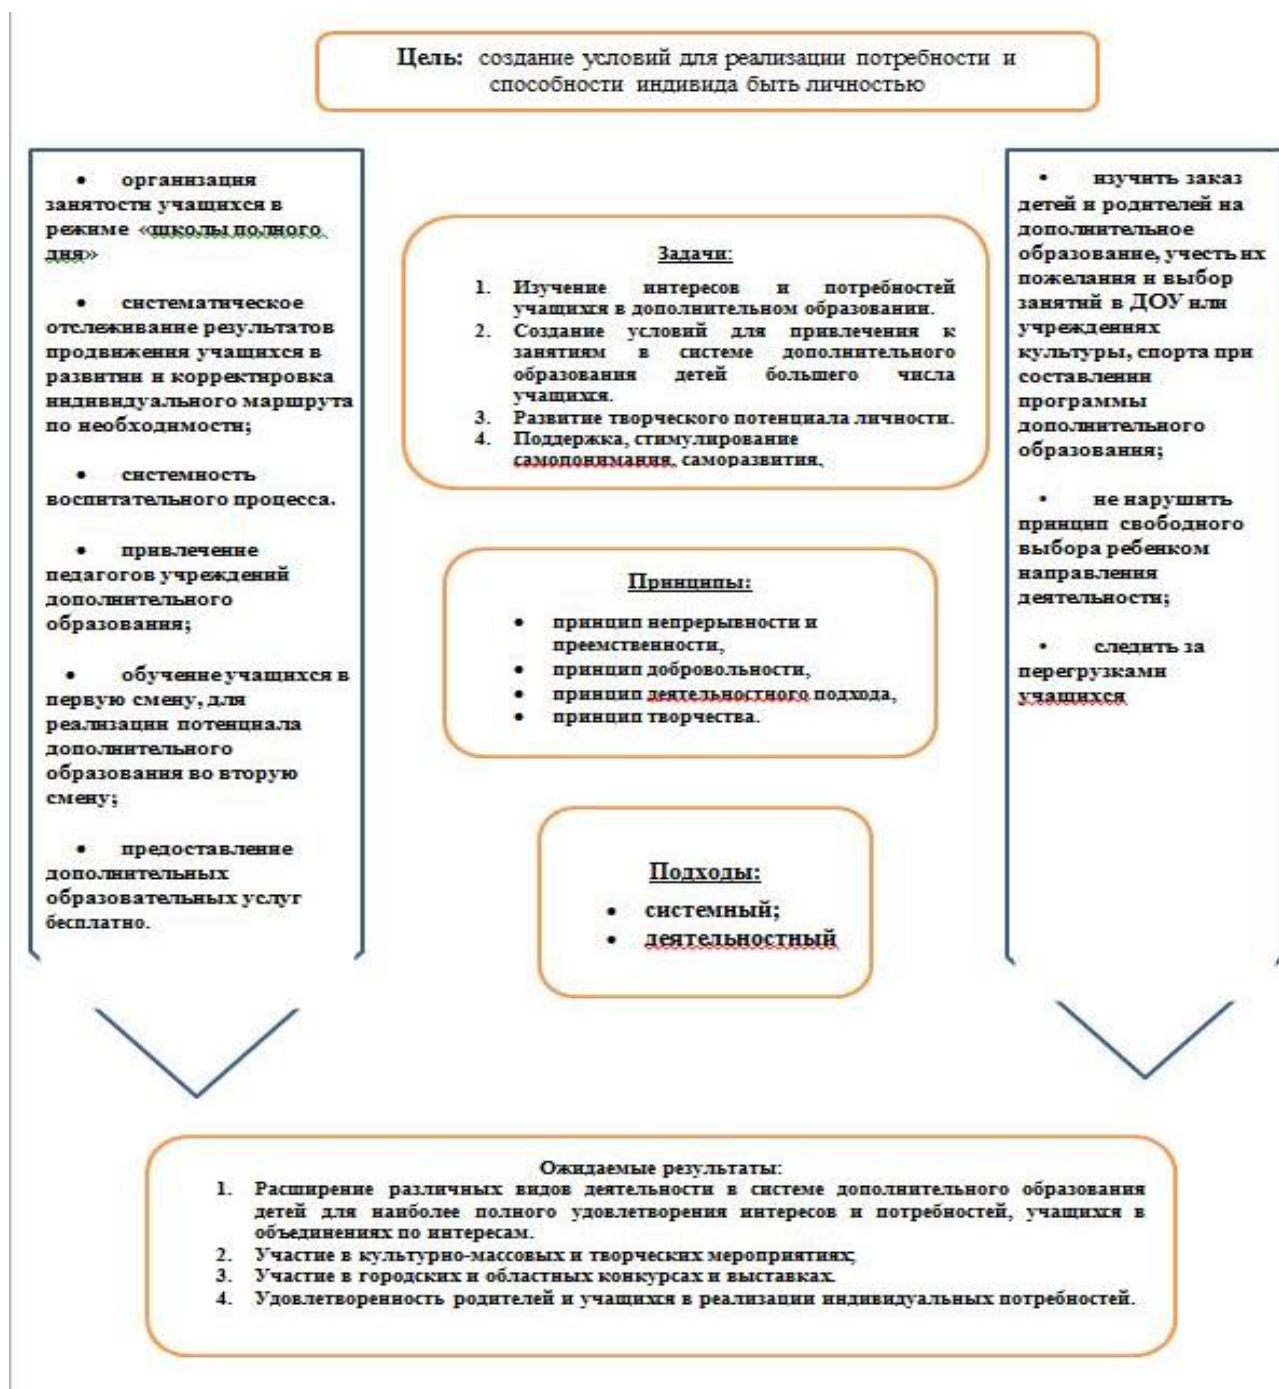 Цель: создание условий для реализации потребности и
способности индивида быть личностью
• организация
занятости учащихся в
режиме «школы полного
дня»
• систематическое
отслеживание результатов
продвижения учащихся в
развитии и корректировка
индивидуального маршрута
по необходимости;
• системность
воспитательного процесса.
• привлечение
педагогов учреждений
дополнительного
образования;
• обучение учащихся в
первую смену, для
реализации потенциала
дополнительного
образования во вторую
смену;
• предоставление
дополнительных
образовательных услуг
бесплатно.
Задачи:
1. Изучение интересов и потребностей
учащихся в дополнительном образовании.
2. Создание условий для привлечения к
занятиям в системе дополнительного
образования детей большего числа
учащихся.
3. Развитие творческого потенциала личности.
4. Поддержка, стимулирование
самопонимания, саморазвития,
Принципы:
• принцип непрерывности и
преемственности,
• принцип добровольности,
• принцип деятельностного подхода,
• принцип творчества.
Подходы:
• системный;
• деятельностный
• изучить заказ
детей и родителей на
дополнительное
образование, учесть их
пожелания и выбор
занятий в ДОУ или
учреждениях
культуры, спорта при
составлении
программы
дополнительного
образования;
• не нарушить
принцип свободного
выбора ребенком
направления
деятельности;
• следить за
перегрузками
учащихся
Ожидаемые результаты:
1. Расширение различных видов деятельности в системе дополнительного образования
детей для наиболее полного удовлетворения интересов и потребностей, учащихся в
объединениях по интересам.
2. Участие в культурно-массовых и творческих мероприятиях;
3. Участие в городских и областных конкурсах и выставках.
4. Удовлетворенность родителей и учащихся в реализации индивидуальных потребностей.